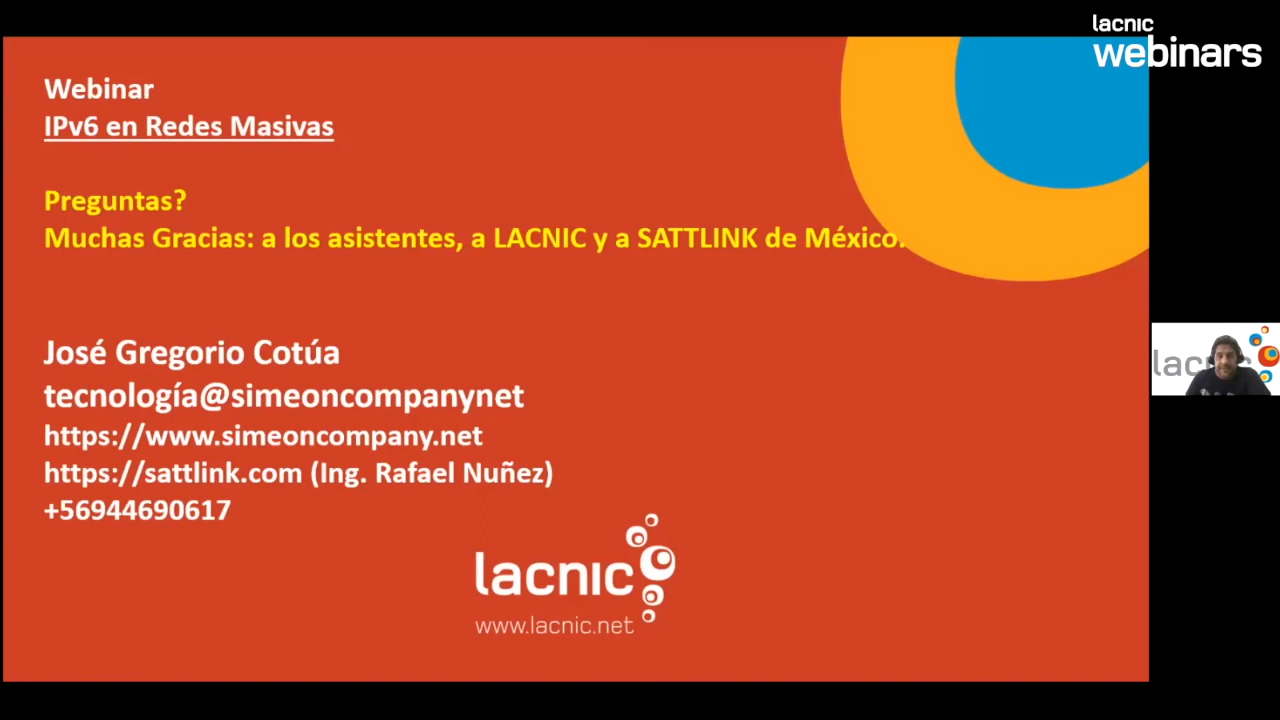 lacnic
webinars
Webinar
IPv6 en Redes Masivas
Preguntas?
Muchas Gracias: a los asistentes, a LACNIC y a SATTLINK de México.
José Gregorio Cotúa
tecnología@simeoncompanynet
https://www.simeoncompany.net
https://sattlink.com (Ing. Rafael Nuñez)
+56944690617
lacnic
www.lacnic.net
lacnic